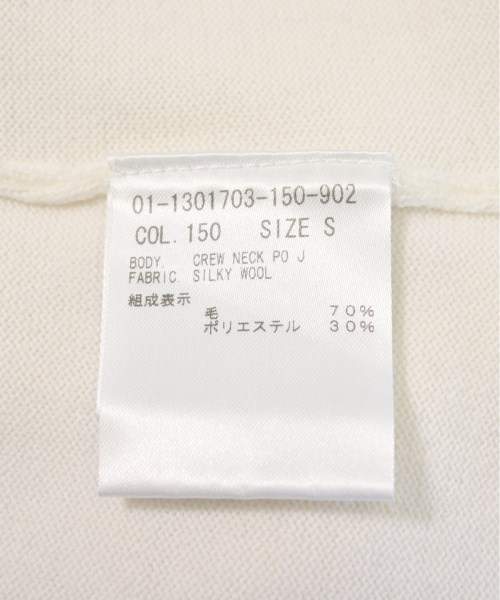 01-1301703-150-902
COL. 150 SIZE S
BODY. CREW NECK PO J
FABRIC. SILKY WOOL
組成表示
毛 70%
ポリエステル 30%